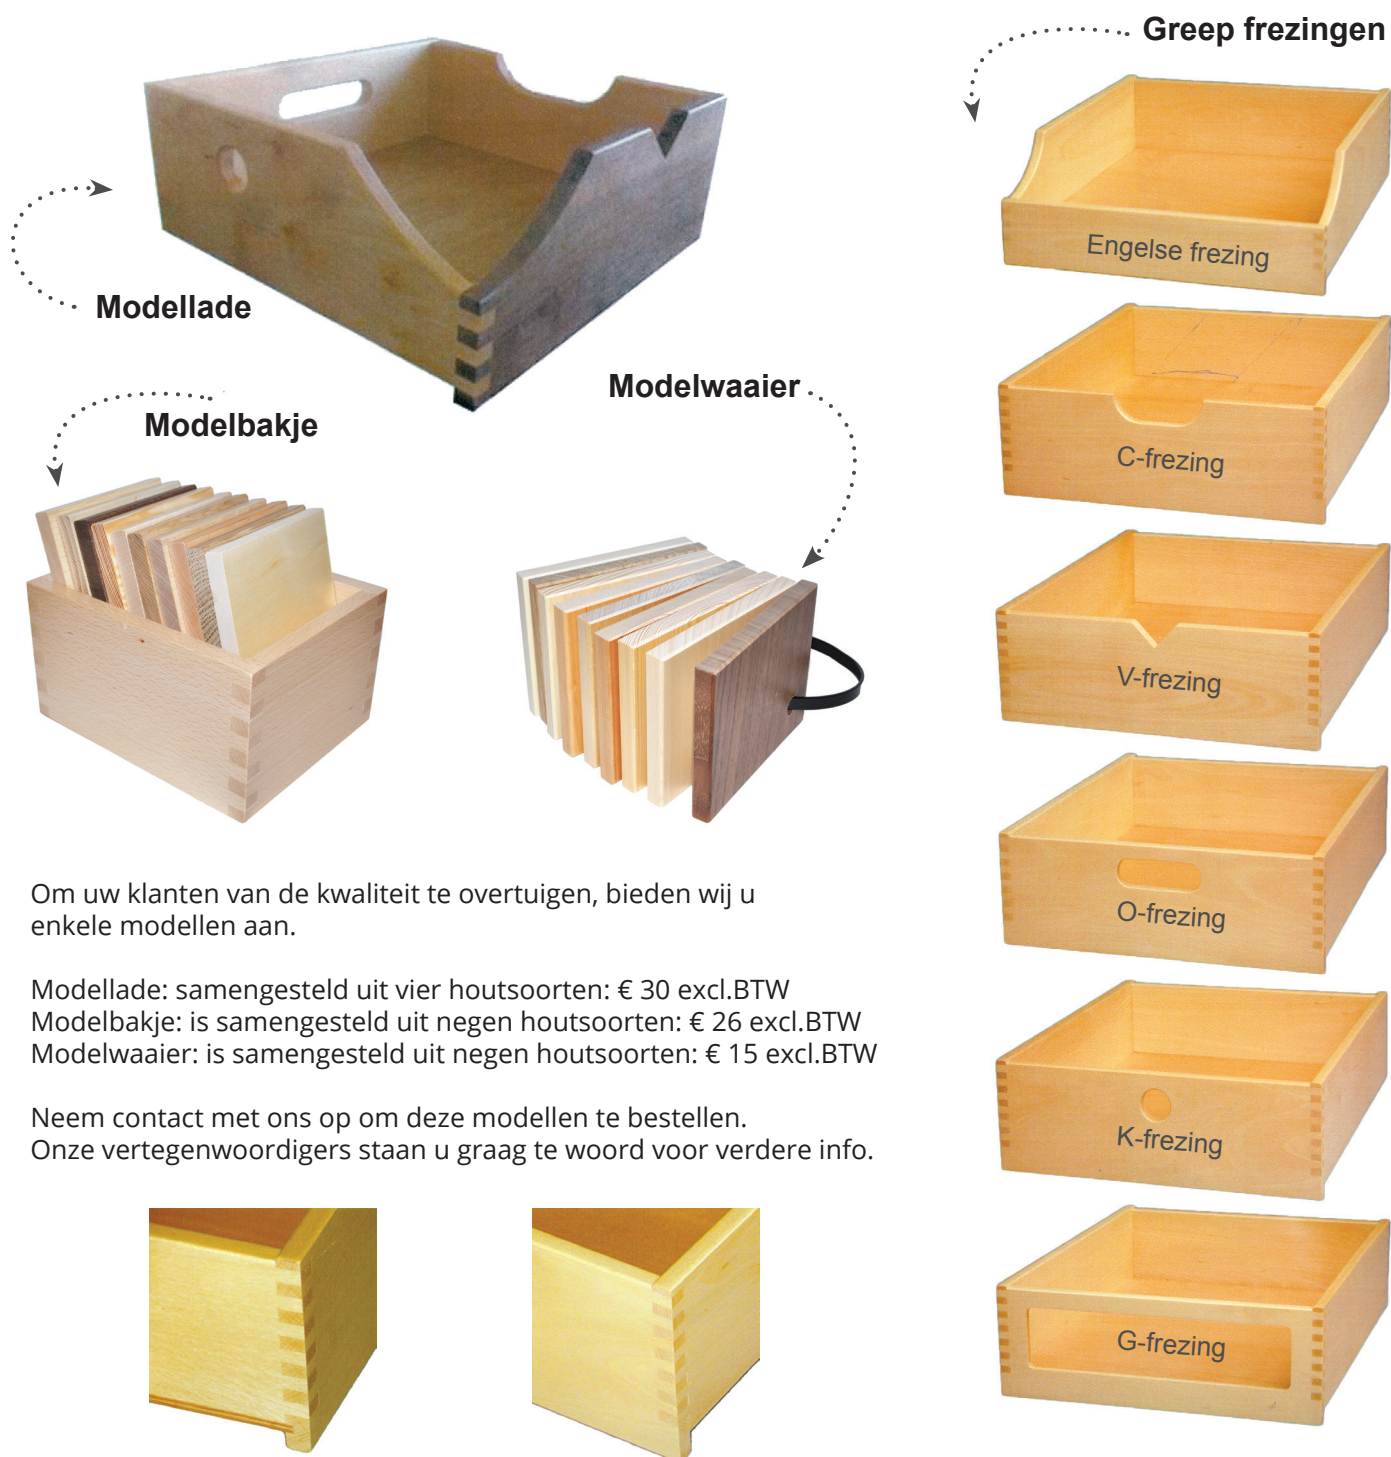 Greep frezingen
Engelse frezing
Modellade
Modelwaaier
Modelbakje
C-frezing
V-frezing
O-frezing
Om uw klanten van de kwaliteit te overtuigen, bieden wij u
enkele modellen aan.
Modellade: samengesteld uit vier houtsoorten: € 30 excl.BTW
Modelbakje: is samengesteld uit negen houtsoorten: € 26 excl.BTW
Modelwaaier: is samengesteld uit negen houtsoorten: € 15 excl.BTW
Neem contact met ons op om deze modellen te bestellen.
Onze vertegenwoordigers staan u graag te woord voor verdere info.
K-frezing
G-frezing